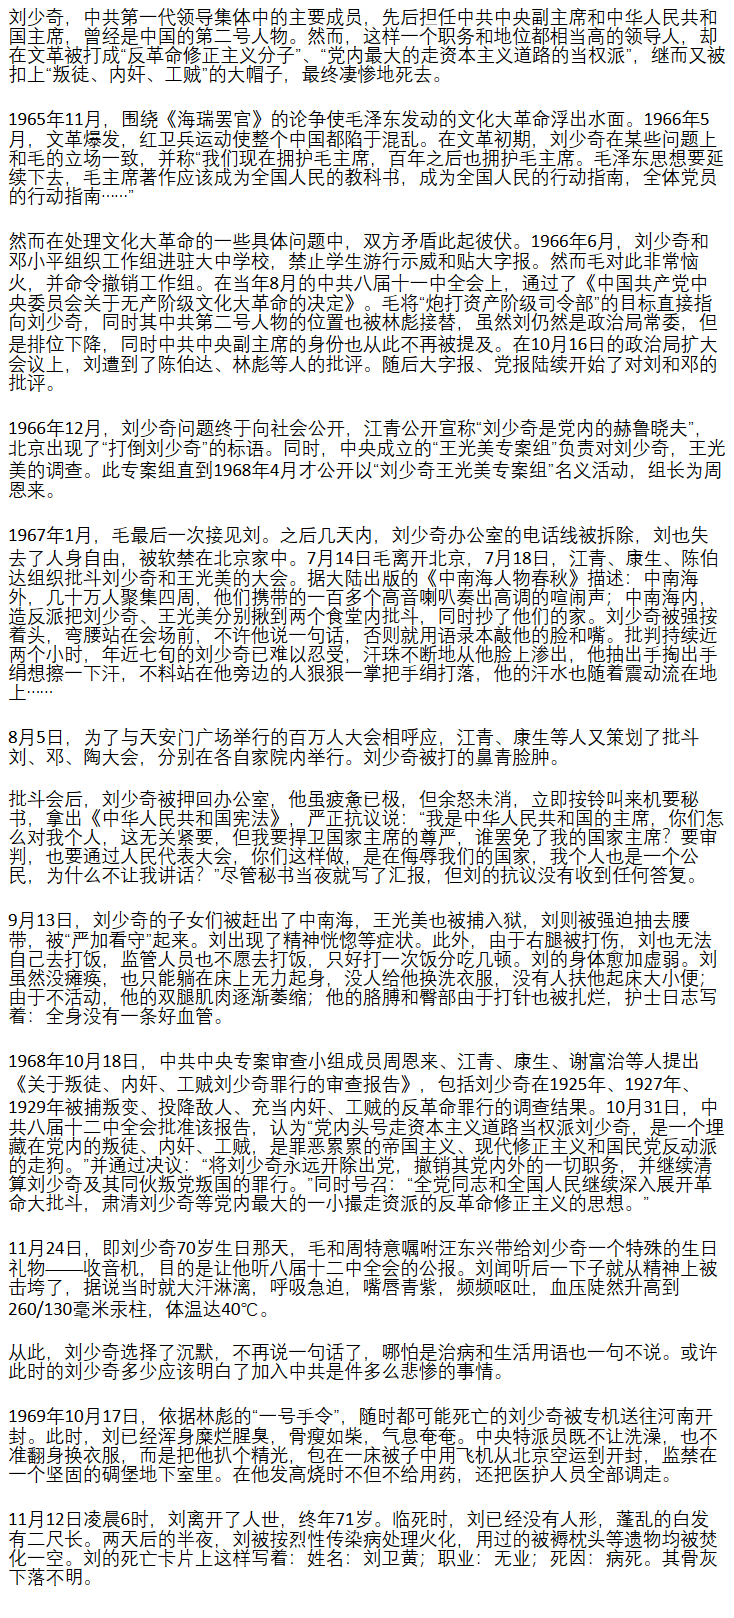 刘少奇，中共第一代领导集体中的主要成员，先后担任中共中央副主席和中华人民共和
国主席，曾经是中国的第二号人物。然而，这样一个职务和地位都相当高的领导人，却
在文革被打成“反革命修正主义分子”、“党内最大的走资本主义道路的当权派”，继而又被
扣上“叛徒、内奸、工贼”的大帽子，最终凄惨地死去。
1965年11月，围绕《海瑞罢官》的论争使毛泽东发动的文化大革命浮出水面。1966年5
月，文革爆发，红卫兵运动使整个中国都陷于混乱。在文革初期，刘少奇在某些问题上
和毛的立场一致，并称“我们现在拥护毛主席，百年之后也拥护毛主席。毛泽东思想要延
续下去，毛主席著作应该成为全国人民的教科书，成为全国人民的行动指南，全体党员
的行动指南……”
然而在处理文化大革命的一些具体问题中，双方矛盾此起彼伏。1966年6月，刘少奇和
邓小平组织工作组进驻大中学校，禁止学生游行示威和贴大字报。然而毛对此非常恼
火，并命令撤销工作组。在当年8月的中共八届十一中全会上，通过了《中国共产党中
央委员会关于无产阶级文化大革命的决定》。毛将“炮打资产阶级司令部”的目标直接指
向刘少奇，同时其中共第二号人物的位置也被林彪接替，虽然刘仍然是政治局常委，但
是排位下降，同时中共中央副主席的身份也从此不再被提及。在10月16日的政治局扩大
会议上，刘遭到了陈伯达、林彪等人的批评。随后大字报、党报陆续开始了对刘和邓的
批评。
1966年12月，刘少奇问题终于向社会公开，江青公开宣称“刘少奇是党内的赫鲁晓夫”，
北京出现了“打倒刘少奇”的标语。同时，中央成立的“王光美专案组”负责对刘少奇，王光
美的调查。此专案组直到1968年4月才公开以“刘少奇王光美专案组”名义活动，组长为周
恩来。
1967年1月，毛最后一次接见刘。之后几天内，刘少奇办公室的电话线被拆除，刘也失
去了人身自由，被软禁在北京家中。7月14日毛离开北京，7月18日，江青、康生、陈伯
达组织批斗刘少奇和王光美的大会。据大陆出版的《中南海人物春秋》描述：中南海
外，几十万人聚集四周，他们携带的一百多个高音喇叭奏出高调的喧闹声；中南海内，
造反派把刘少奇、王光美分别揪到两个食堂内批斗，同时抄了他们的家。刘少奇被强按
着头，弯腰站在会场前，不许他说一句话，否则就用语录本敲他的脸和嘴。批判持续近
两个小时，年近七旬的刘少奇已难以忍受，汗珠不断地从他脸上渗出，他抽出手掏出手
绢想擦一下汗，不料站在他旁边的人狠狠一掌把手绢打落，他的汗水也随着震动流在地
上……
8月5日，为了与天安门广场举行的百万人大会相呼应，江青、康生等人又策划了批斗
刘、邓、陶大会，分别在各自家院内举行。刘少奇被打的鼻青脸肿。
批斗会后，刘少奇被押回办公室，他虽疲惫已极，但余怒未消，立即按铃叫来机要秘
书，拿出《中华人民共和国宪法》，严正抗议说：“我是中华人民共和国的主席，你们怎
么对我个人，这无关紧要，但我要捍卫国家主席的尊严，谁罢免了我的国家主席？要审
判，也要通过人民代表大会，你们这样做，是在侮辱我们的国家，我个人也是一个公
民，为什么不让我讲话？”尽管秘书当夜就写了汇报，但刘的抗议没有收到任何答复。
9月13日，刘少奇的子女们被赶出了中南海，王光美也被捕入狱，刘则被强迫抽去腰
带，被“严加看守”起来。刘出现了精神恍惚等症状。此外，由于右腿被打伤，刘也无法
自己去打饭，监管人员也不愿去打饭，只好打一次饭分吃几顿。刘的身体愈加虚弱。刘
虽然没瘫痪，也只能躺在床上无力起身，没人给他换洗衣服，没有人扶他起床大小便；
由于不活动，他的双腿肌肉逐渐萎缩；他的胳膊和臀部由于打针也被扎烂，护士日志写
着：全身没有一条好血管。
1968年10月18日，中共中央专案审查小组成员周恩来、江青、康生、谢富治等人提出
《关于叛徒、内奸、工贼刘少奇罪行的审查报告》，包括刘少奇在1925年、1927年、
1929年被捕叛变、投降敌人、充当内奸、工贼的反革命罪行的调查结果。10月31日，中
共八届十二中全会批准该报告，认为“党内头号走资本主义道路当权派刘少奇，是一个埋
藏在党内的叛徒、内奸、工贼，是罪恶累累的帝国主义、现代修正主义和国民党反动派
的走狗。”并通过决议：“将刘少奇永远开除出党，撤销其党内外的一切职务，并继续清
算刘少奇及其同伙叛党叛国的罪行。”同时号召：“全党同志和全国人民继续深入展开革
命大批斗，肃清刘少奇等党内最大的一小撮走资派的反革命修正主义的思想。”
11月24日，即刘少奇70岁生日那天，毛和周特意嘱咐汪东兴带给刘少奇一个特殊的生日
礼物——收音机，目的是让他听八届十二中全会的公报。刘闻听后一下子就从精神上被
击垮了，据说当时就大汗淋漓，呼吸急迫，嘴唇青紫，频频呕吐，血压陡然升高到
260/130毫米汞柱，体温达40℃。
从此，刘少奇选择了沉默，不再说一句话了，哪怕是治病和生活用语也一句不说。或许
此时的刘少奇多少应该明白了加入中共是件多么悲惨的事情。
1969年10月17日，依据林彪的“一号手令”，随时都可能死亡的刘少奇被专机送往河南开
封。此时，刘已经浑身糜烂腥臭，骨瘦如柴，气息奄奄。中央特派员既不让洗澡，也不
准翻身换衣服，而是把他扒个精光，包在一床被子中用飞机从北京空运到开封，监禁在
一个坚固的碉堡地下室里。在他发高烧时不但不给用药，还把医护人员全部调走。
11月12日凌晨6时，刘离开了人世，终年71岁。临死时，刘已经没有人形，蓬乱的白发
有二尺长。两天后的半夜，刘被按烈性传染病处理火化，用过的被褥枕头等遗物均被焚
化一空。刘的死亡卡片上这样写着：姓名：刘卫黄；职业：无业；死因：病死。其骨灰
下落不明。